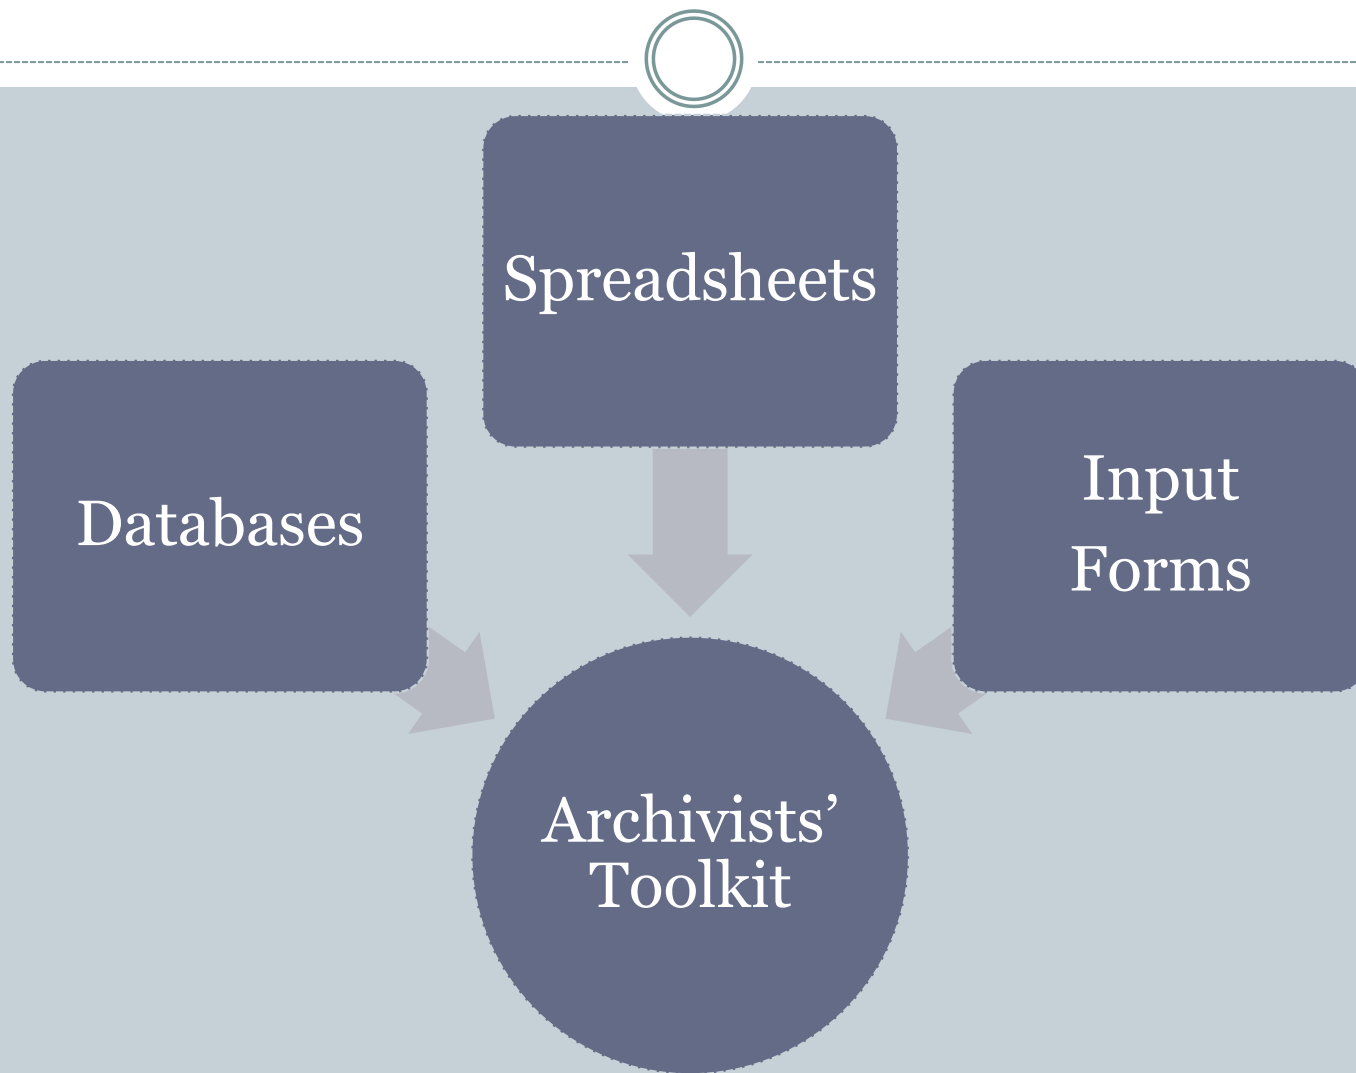 Spreadsheets
Databases
Input
Forms
Archivists’
Toolkit